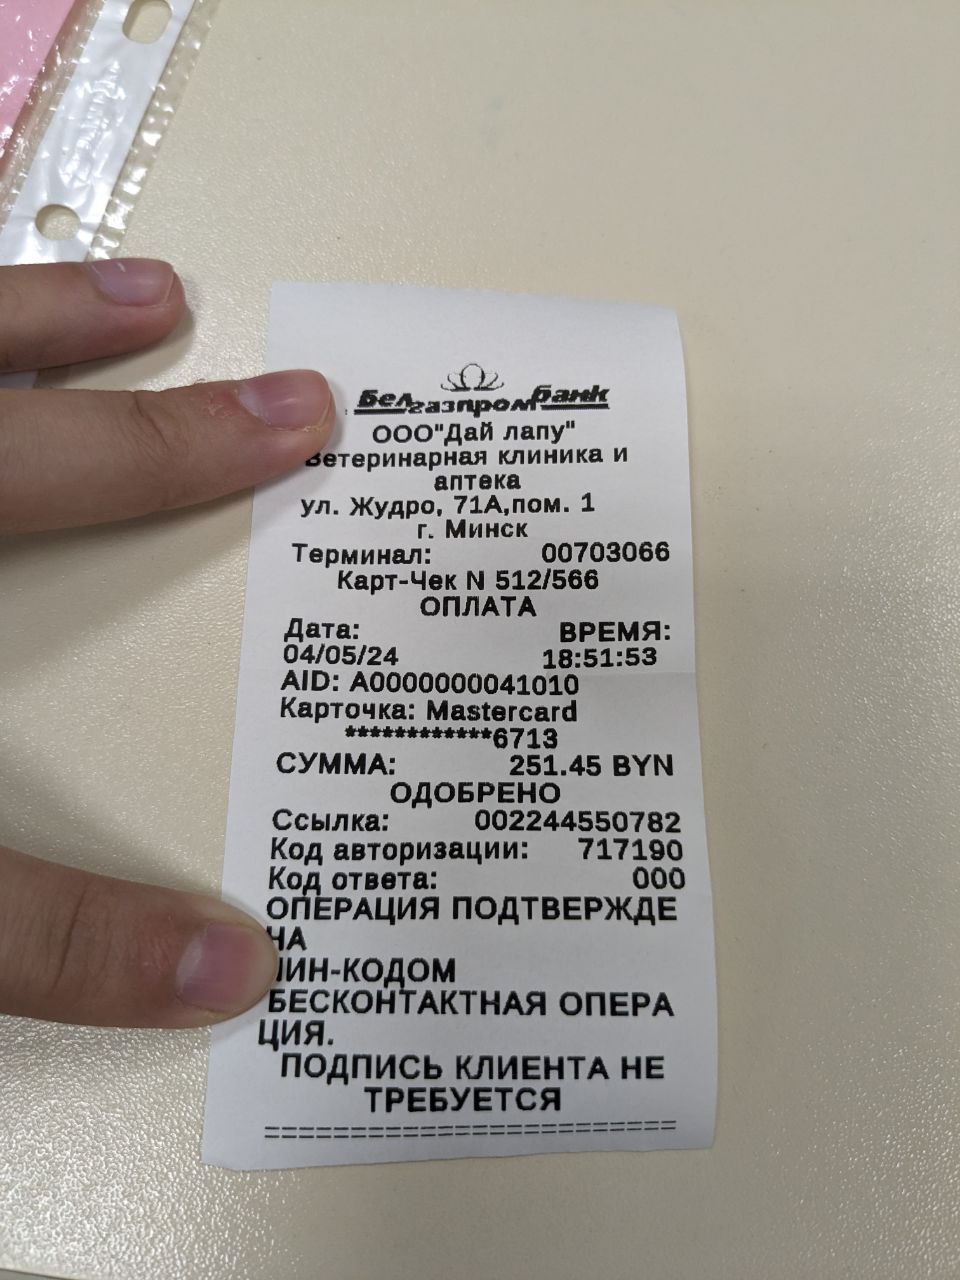 Белгазпромбанк
ООО"Дай лапу"
Ветеринарная клиника и
аптека
ул. Жудро, 71А,пом. 1
г. Минск
Терминал: 00703066
Карт-Чек N 512/566
ОПЛАТА
Дата: ВРЕМЯ:
04/05/24 18:51:53
AID: A0000000041010
Карточка: Mastercard
************6713
СУММА: 251.45 BYN
ОДОБРЕНО
Ссылка: 002244550782
Код авторизации: 717190
Код ответа: 000
ОПЕРАЦИЯ ПОДТВЕРЖДЕ
НА
ПИН-КОДОМ
БЕСКОНТАКТНАЯ ОПЕРА
ЦИЯ.
ПОДПИСЬ КЛИЕНТА НЕ
ТРЕБУЕТСЯ
========================